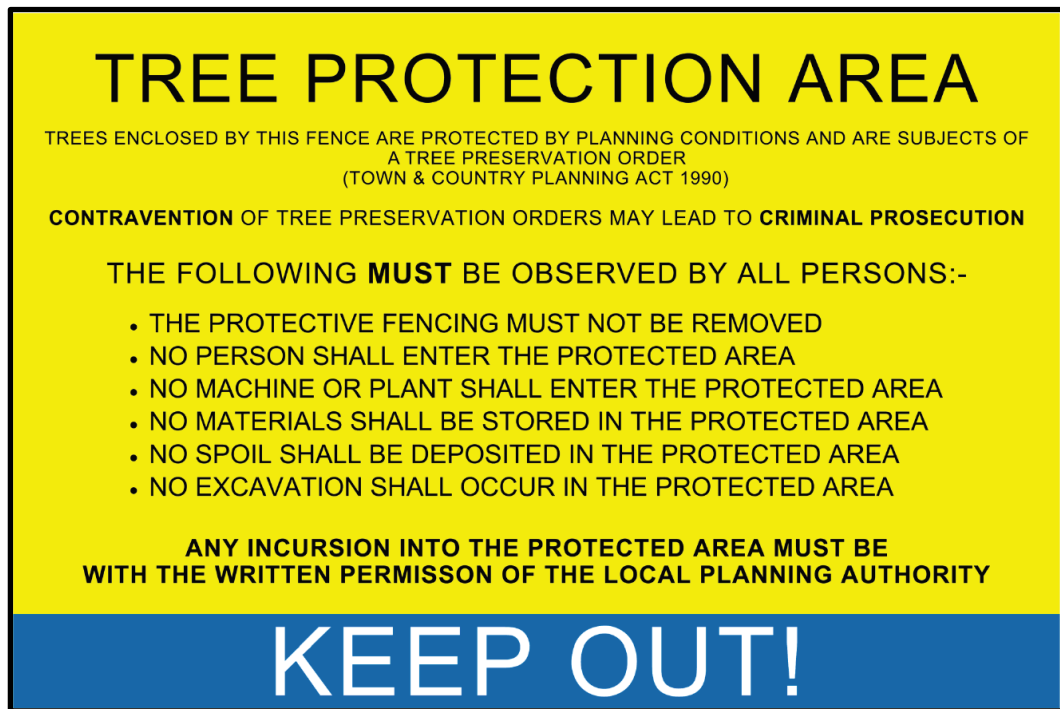 TREE PROTECTION AREA
TREES ENCLOSED BY THIS FENCE ARE PROTECTED BY PLANNING CONDITIONS AND ARE SUBJECTS OF
A TREE PRESERVATION ORDER
(TOWN & COUNTRY PLANNING ACT 1990)
CONTRAVENTION OF TREE PRESERVATION ORDERS MAY LEAD TO CRIMINAL PROSECUTION
THE FOLLOWING MUST BE OBSERVED BY ALL PERSONS:-
• THE PROTECTIVE FENCING MUST NOT BE REMOVED
• NO PERSON SHALL ENTER THE PROTECTED AREA
• NO MACHINE OR PLANT SHALL ENTER THE PROTECTED AREA
• NO MATERIALS SHALL BE STORED IN THE PROTECTED AREA
• NO SPOIL SHALL BE DEPOSITED IN THE PROTECTED AREA
• NO EXCAVATION SHALL OCCUR IN THE PROTECTED AREA
ANY INCURSION INTO THE PROTECTED AREA MUST BE
WITH THE WRITTEN PERMISSON OF THE LOCAL PLANNING AUTHORITY
KEEP OUT!